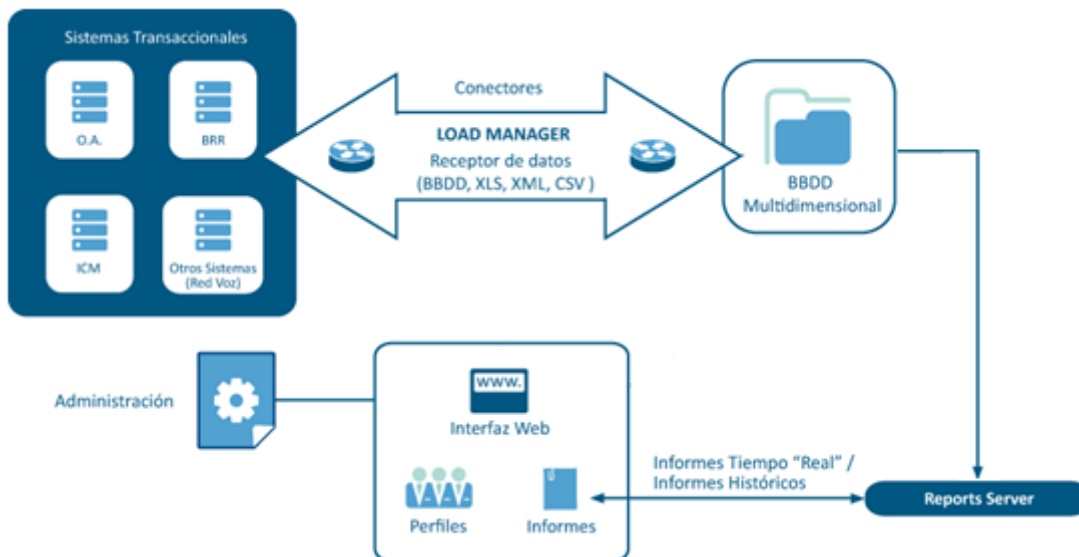 Sistemas Transaccionales
O.A.
BRR
ICM
Otros Sistemas
(Red Voz)
Conectores
LOAD MANAGER
Receptor de datos
(BBDD, XLS, XML, CSV )
BBDD
Multidimensional
Administración
www.
Interfaz Web
Perfiles
Informes
Informes Tiempo “Real” /
Informes Históricos
Reports Server